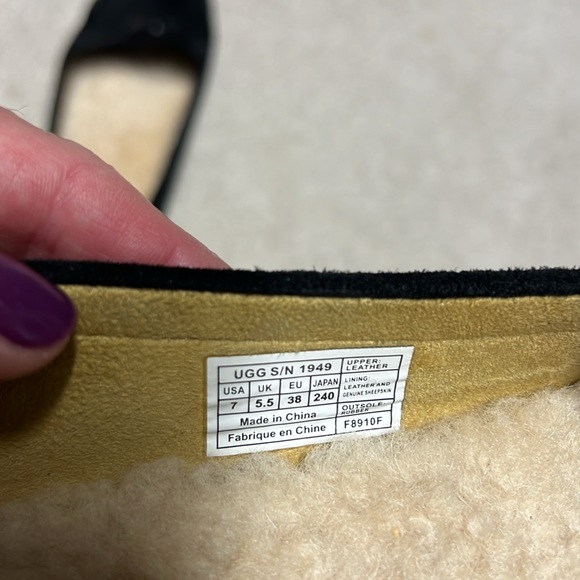 UGG S/N 1949
USA UK EU JAPAN
7 5.5 38 240
Made in China
Fabrique en Chine
UPPER:
LEATHER
LINING:
LEATHER AND
GENUINE SHEEPSKIN
OUTSOLE:
RUBBER
F8910F